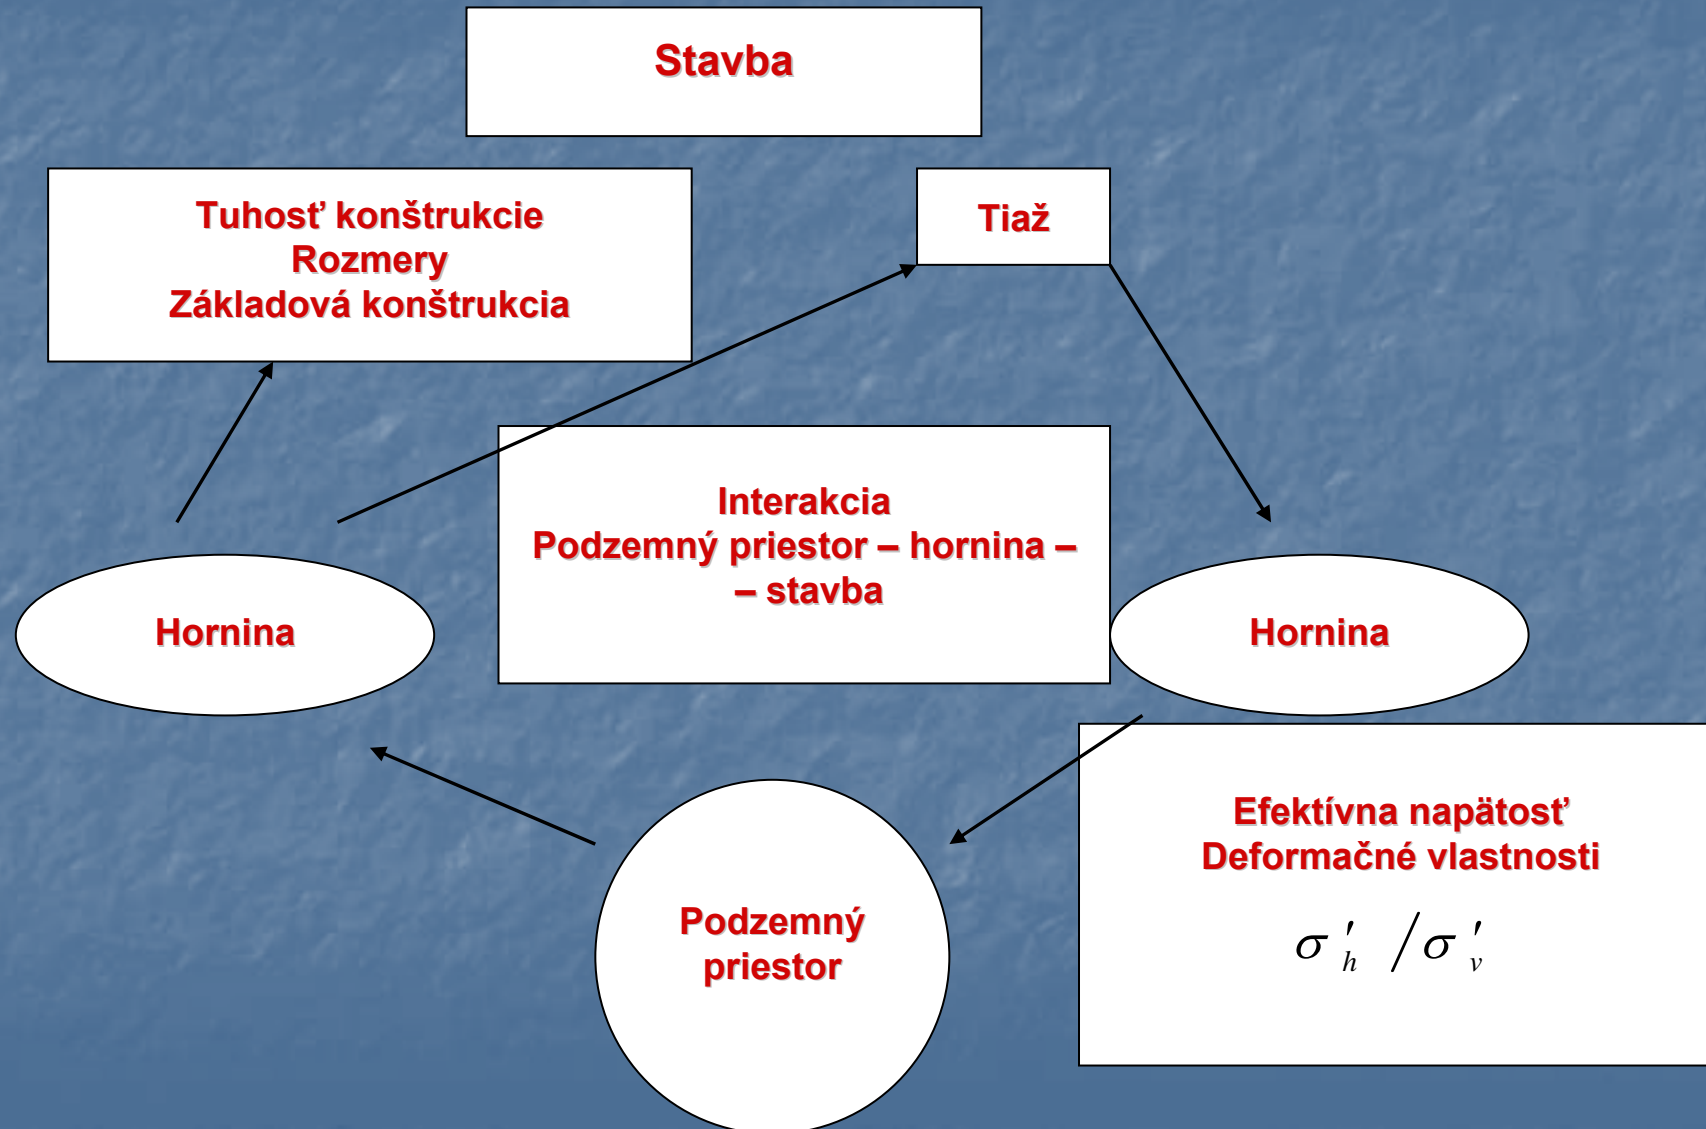 Stavba
Tuhosť konštrukcie
Rozmery
Základová konštrukcia
Tiaž
Interakcia
Podzemný priestor – hornina –
– stavba
Hornina
Hornina
Efektívna napätosť
Deformačné vlastnosti
σ′h /σ′v
Podzemný
priestor